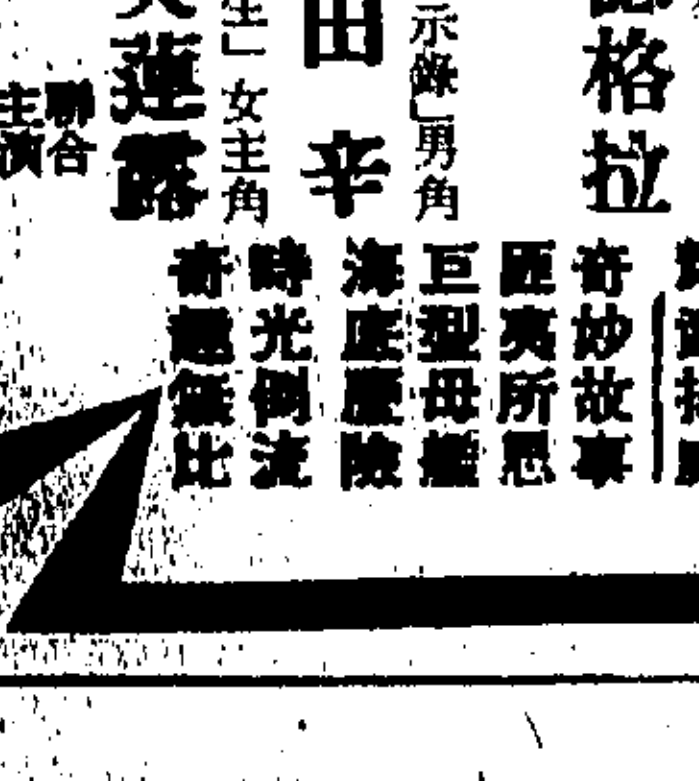 格拉
示錄」男角
田辛
生」女主角
蓮露
聯合
主演
奇妙故事
匪夷所思
巨型母艦
海底歷險
時光倒流
奇趣無比